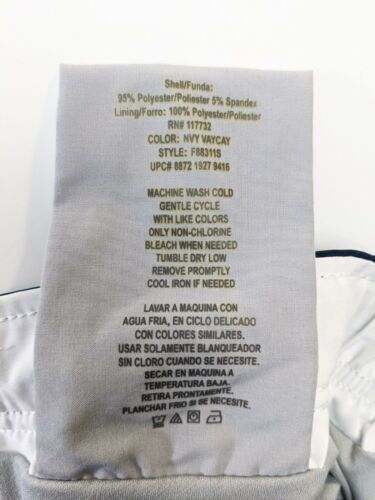 Shell/Funda:
95% Polyester/Poliester 5% Spandex
Lining/Forro: 100% Polyester/Poliester
RN# 117732
COLOR: NVY VAYCAY
STYLE: F88311S
UPC# 8872 1927 9416
MACHINE WASH COLD
GENTLE CYCLE
WITH LIKE COLORS
ONLY NON-CHLORINE
BLEACH WHEN NEEDED
TUMBLE DRY LOW
REMOVE PROMPTLY
COOL IRON IF NEEDED
LAVAR A MAQUINA CON
AGUA FRIA, EN CICLO DELICADO
CON COLORES SIMILARES.
USAR SOLAMENTE BLANQUEADOR
SIN CLORO CUANDO SE NECESITE.
SECAR EN MAQUINA A
TEMPERATURA BAJA.
RETIRA PRONTAMENTE.
PLANCHAR FRIO SI SE NECESITE.